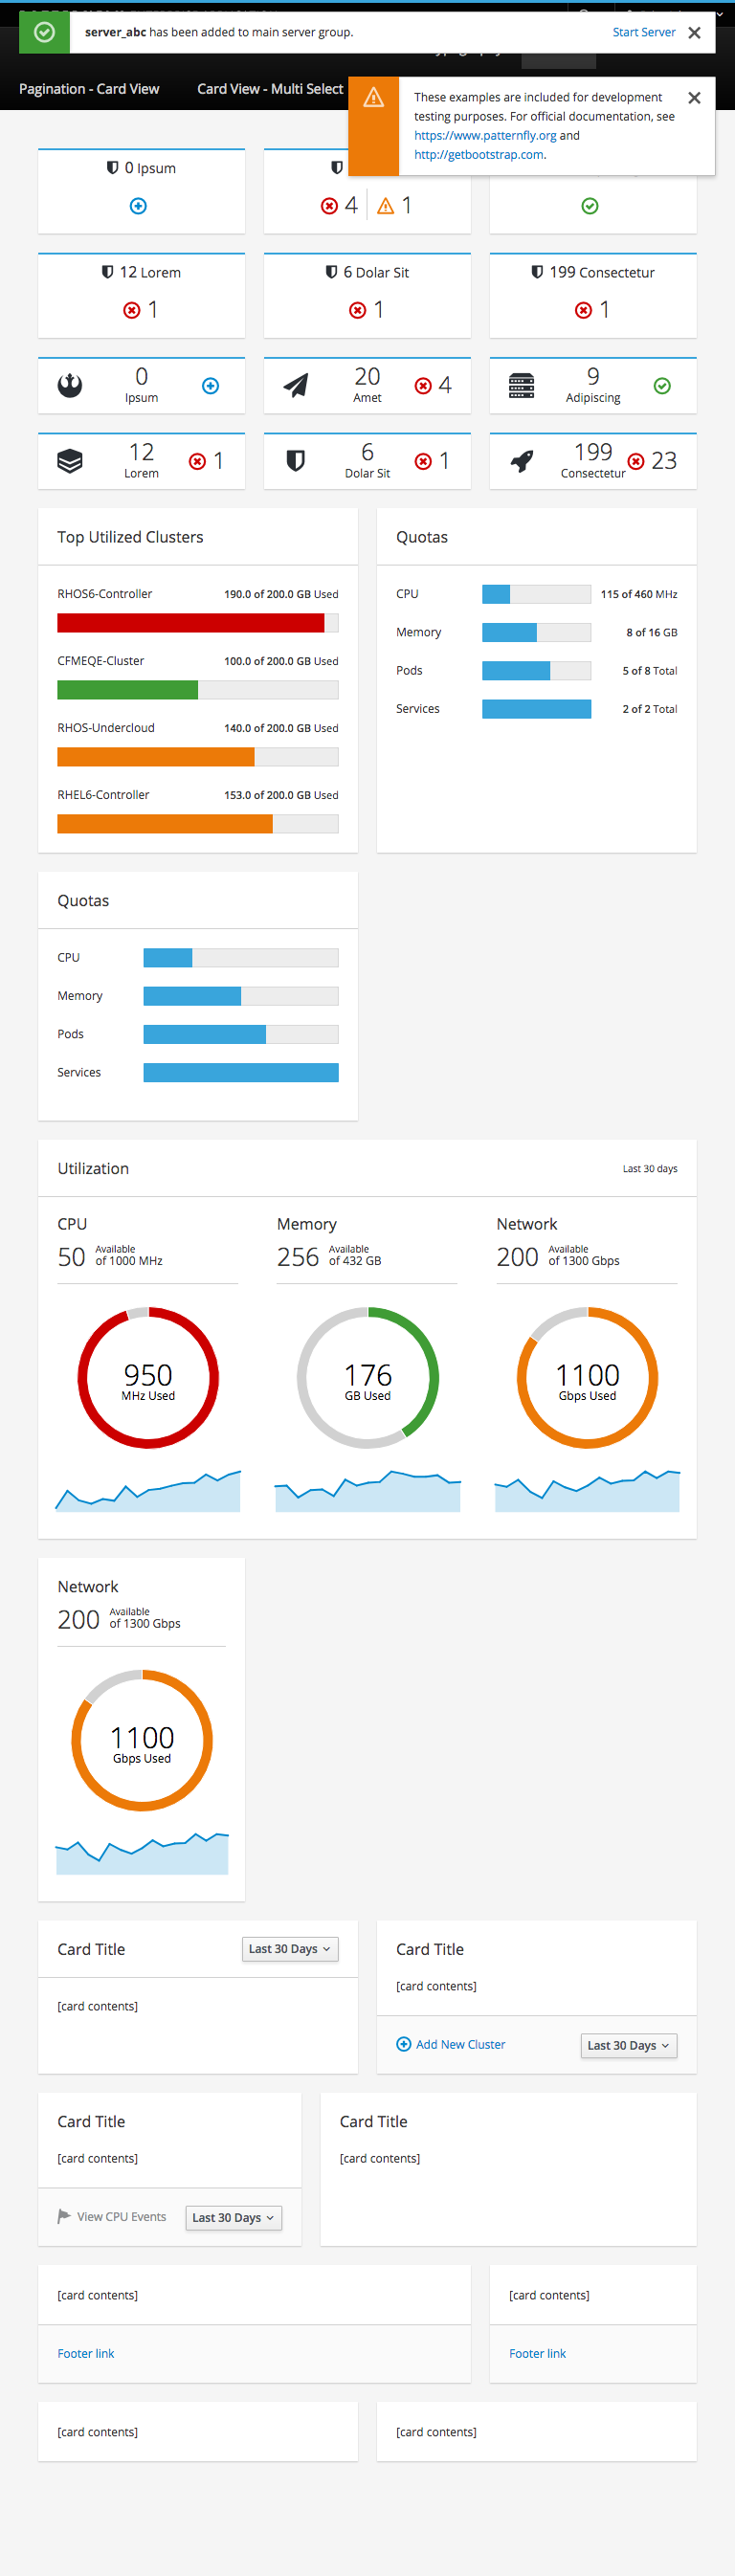 server_abc has been added to main server group. Start Server
Pagination - Card View Card View - Multi Select
These examples are included for development
testing purposes. For official documentation, see
https://www.patternfly.org and
http://getbootstrap.com.
0 Ipsum
4 1
12 Lorem
1
6 Dolar Sit
1
199 Consectetur
1
0
Ipsum
20
Amet
4
9
Adipiscing
12
Lorem
1
6
Dolar Sit
1
199
Consectetur
23
Top Utilized Clusters
RHOS6-Controller 190.0 of 200.0 GB Used
CFMEQE-Cluster 100.0 of 200.0 GB Used
RHOS-Undercloud 140.0 of 200.0 GB Used
RHEL6-Controller 153.0 of 200.0 GB Used
Quotas
CPU 115 of 460 MHz
Memory 8 of 16 GB
Pods 5 of 8 Total
Services 2 of 2 Total
Quotas
CPU
Memory
Pods
Services
Utilization Last 30 days
CPU
50 Available
of 1000 MHz
950
MHz Used
Memory
256 Available
of 432 GB
176
GB Used
Network
200 Available
of 1300 Gbps
1100
Gbps Used
Network
200 Available
of 1300 Gbps
1100
Gbps Used
Card Title Last 30 Days
[card contents]
Card Title
[card contents]
Add New Cluster Last 30 Days
Card Title
[card contents]
View CPU Events Last 30 Days
Card Title
[card contents]
[card contents]
Footer link
[card contents]
Footer link
[card contents]
[card contents]